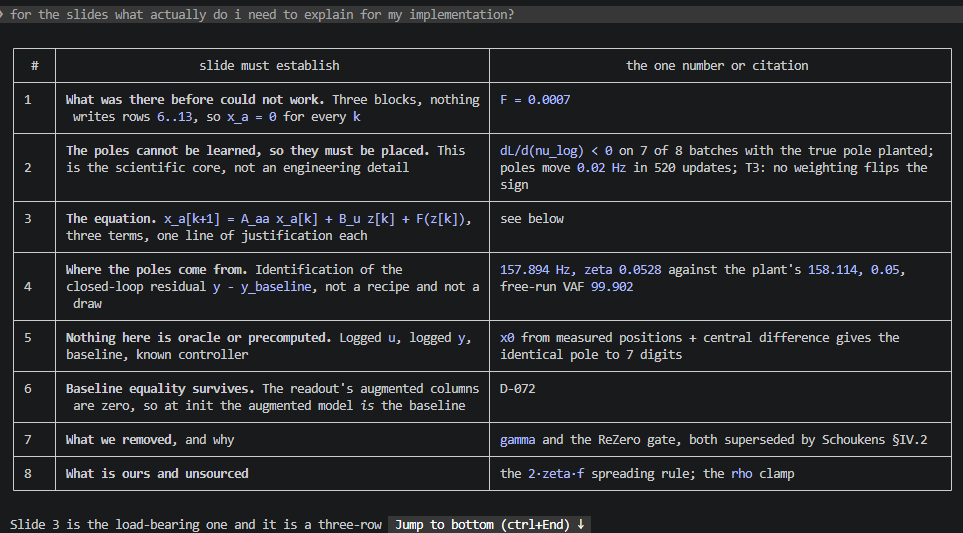 › for the slides what actually do i need to explain for my implementation?
# slide must establish the one number or citation
1 What was there before could not work. Three blocks, nothing F = 0.0007
writes rows 6..13, so x_a = 0 for every k
The poles cannot be learned, so they must be placed. This dL/d(nu_log) < 0 on 7 of 8 batches with the true pole planted;
2 is the scientific core, not an engineering detail poles move 0.02 Hz in 520 updates; T3: no weighting flips the
sign
3 The equation. x_a[k+1] = A_aa x_a[k] + B_u z[k] + F(z[k]), see below
three terms, one line of justification each
Where the poles come from. Identification of the 157.894 Hz, zeta 0.0528 against the plant's 158.114, 0.05,
4 closed-loop residual y - y_baseline, not a recipe and not a free-run VAF 99.902
draw
5 Nothing here is oracle or precomputed. Logged u, logged y, x0 from measured positions + central difference gives the
baseline, known controller identical pole to 7 digits
6 Baseline equality survives. The readout's augmented columns D-072
are zero, so at init the augmented model is the baseline
7 What we removed, and why gamma and the ReZero gate, both superseded by Schoukens §IV.2
8 What is ours and unsourced the 2·zeta·f spreading rule; the rho clamp
Slide 3 is the load-bearing one and it is a three-row Jump to bottom (ctrl+End) ↓